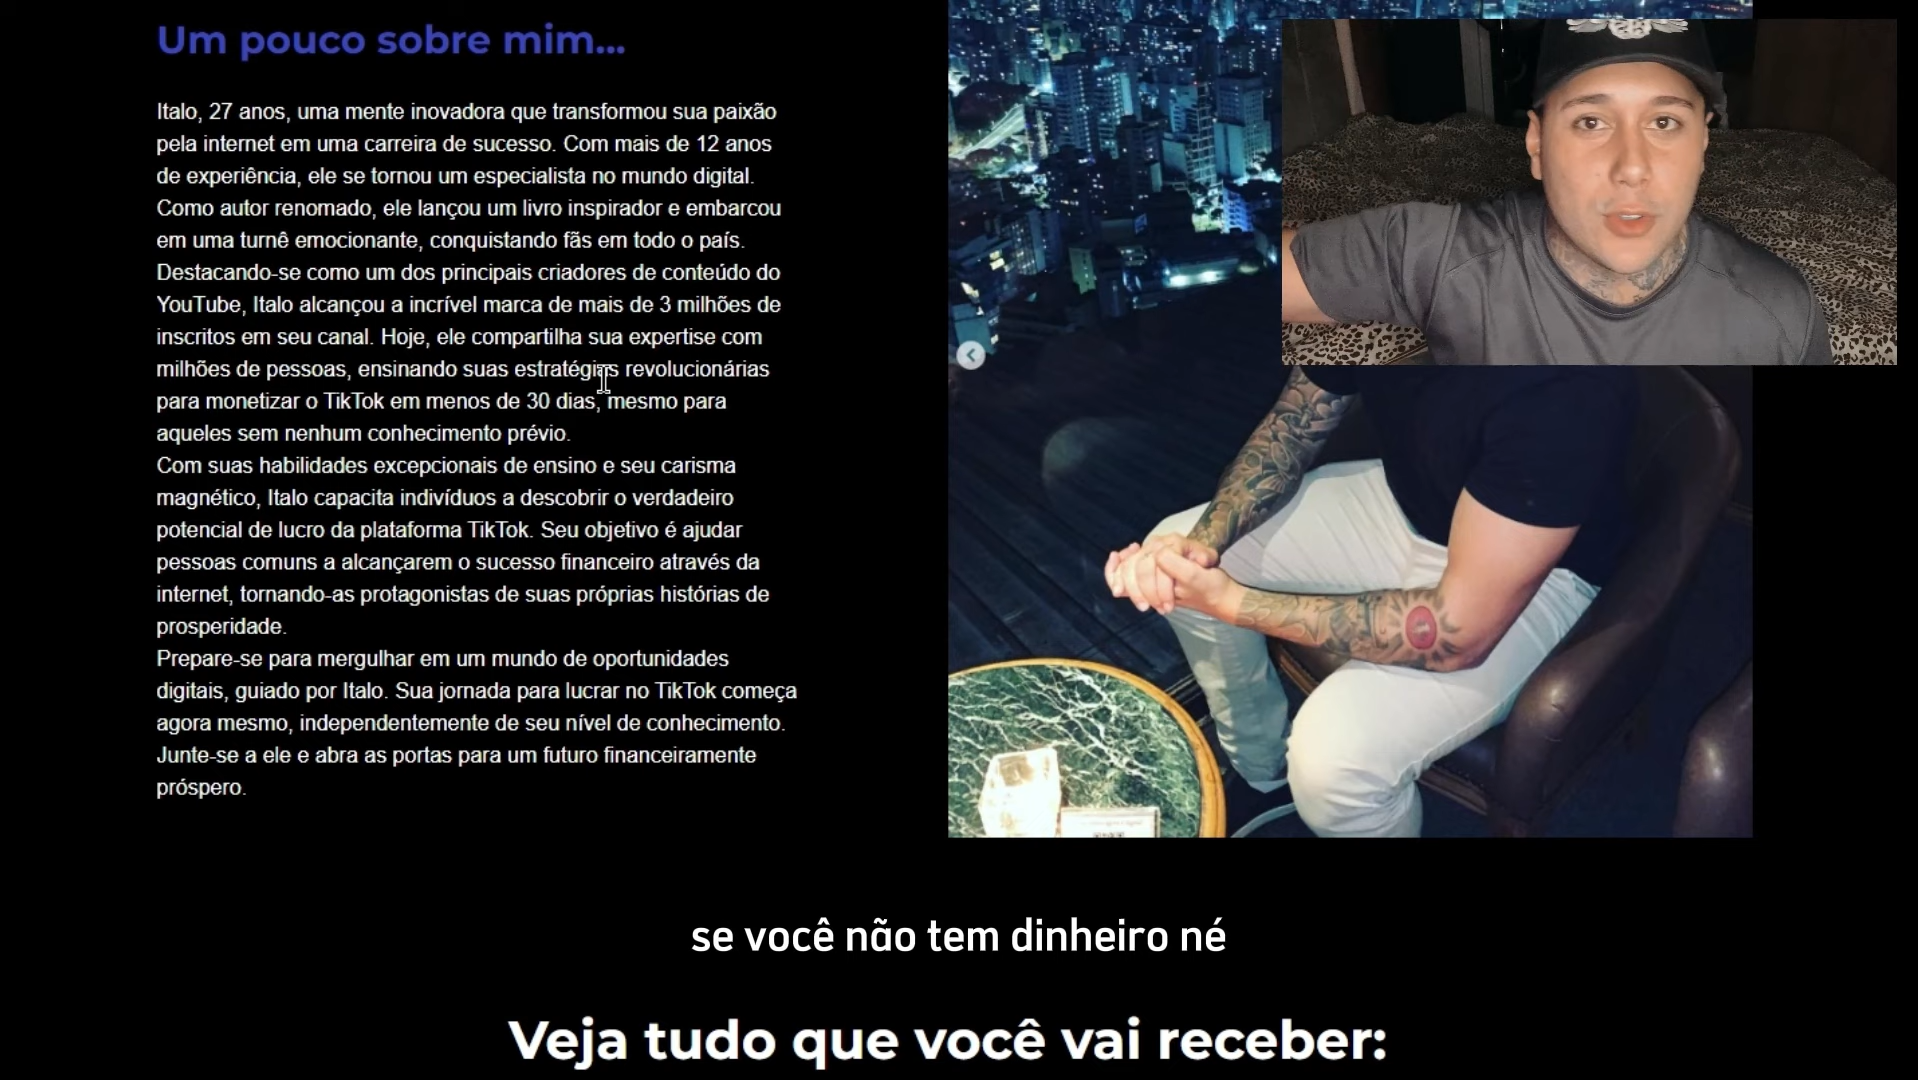 Um pouco sobre mim...
Italo, 27 anos, uma mente inovadora que transformou sua paixão
pela internet em uma carreira de sucesso. Com mais de 12 anos
de experiência, ele se tornou um especialista no mundo digital.
Como autor renomado, ele lançou um livro inspirador e embarcou
em uma turnê emocionante, conquistando fãs em todo o país.
Destacando-se como um dos principais criadores de conteúdo do
YouTube, Italo alcançou a incrível marca de mais de 3 milhões de
inscritos em seu canal. Hoje, ele compartilha sua expertise com
milhões de pessoas, ensinando suas estratégias revolucionárias
para monetizar o TikTok em menos de 30 dias, mesmo para
aqueles sem nenhum conhecimento prévio.
Com suas habilidades excepcionais de ensino e seu carisma
magnético, Italo capacita indivíduos a descobrir o verdadeiro
potencial de lucro da plataforma TikTok. Seu objetivo é ajudar
pessoas comuns a alcançarem o sucesso financeiro através da
internet, tornando-as protagonistas de suas próprias histórias de
prosperidade.
Prepare-se para mergulhar em um mundo de oportunidades
digitais, guiado por Italo. Sua jornada para lucrar no TikTok começa
agora mesmo, independentemente de seu nível de conhecimento.
Junte-se a ele e abra as portas para um futuro financeiramente
próspero.
se você não tem dinheiro né
Veja tudo que você vai receber: